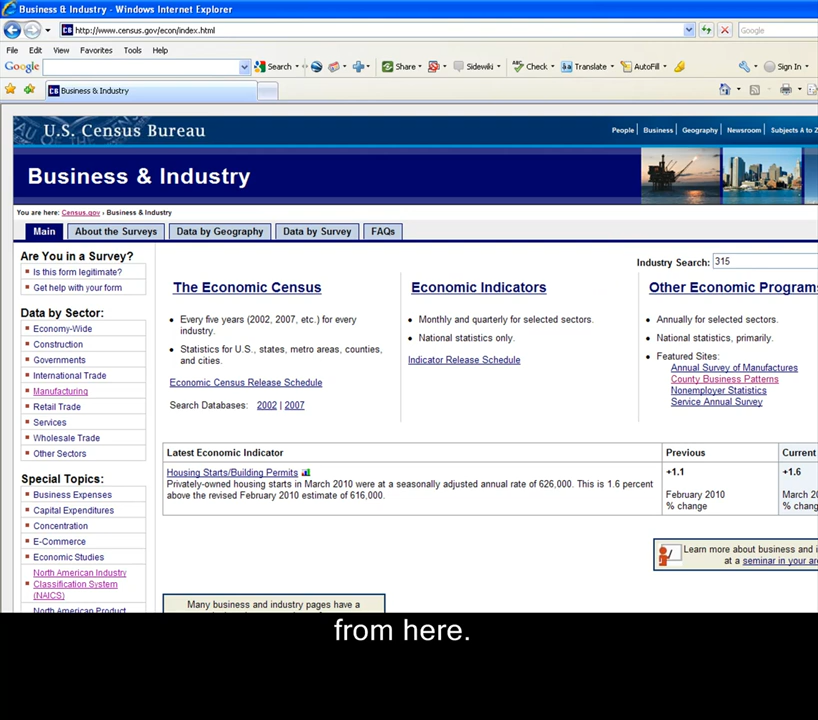 Business & Industry - Windows Internet Explorer
http://www.census.gov/econ/index.html
Google
File Edit View Favorites Tools Help
Google Search Share Sidewiki Check Translate AutoFill Sign In
Business & Industry
U.S. Census Bureau
People Business Geography Newsroom Subjects A to Z
Business & Industry
You are here: Census.gov › Business & Industry
Main About the Surveys Data by Geography Data by Survey FAQs
Are You in a Survey?
Is this form legitimate?
Get help with your form
Data by Sector:
Economy-Wide
Construction
Governments
International Trade
Manufacturing
Retail Trade
Services
Wholesale Trade
Other Sectors
Special Topics:
Business Expenses
Capital Expenditures
Concentration
E-Commerce
Economic Studies
North American Industry
Classification System
(NAICS)
North American Product
Industry Search: 315
The Economic Census
Every five years (2002, 2007, etc.) for every
industry.
Statistics for U.S., states, metro areas, counties,
and cities.
Economic Census Release Schedule
Search Databases: 2002 | 2007
Economic Indicators
Monthly and quarterly for selected sectors.
National statistics only.
Indicator Release Schedule
Other Economic Programs
Annually for selected sectors.
National statistics, primarily.
Featured Sites:
Annual Survey of Manufactures
County Business Patterns
Nonemployer Statistics
Service Annual Survey
Latest Economic Indicator Previous Current
Housing Starts/Building Permits +1.1 +1.6
Privately-owned housing starts in March 2010 were at a seasonally adjusted annual rate of 626,000. This is 1.6 percent
above the revised February 2010 estimate of 616,000.
February 2010 March 20
% change % chang
Learn more about business and i
at a seminar in your are
Many business and industry pages have a
from here.